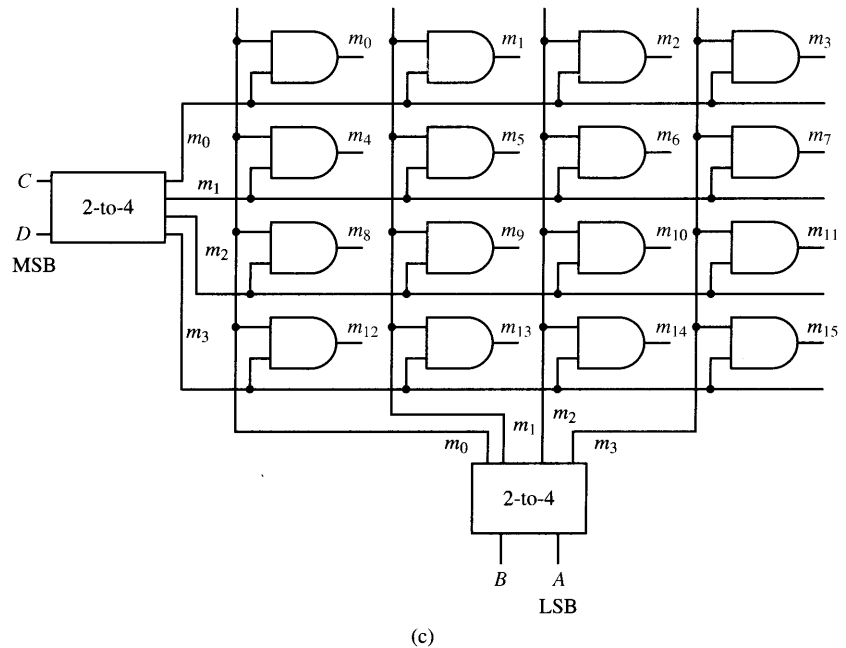 m₀ m₁ m₂ m₃
m₀
m₄ m₅ m₆ m₇
C
m₁
2-to-4
D
MSB
m₈ m₉ m₁₀ m₁₁
m₂
m₃
m₁₂ m₁₃ m₁₄ m₁₅
m₀ m₁ m₂ m₃
2-to-4
B A
LSB
(c)